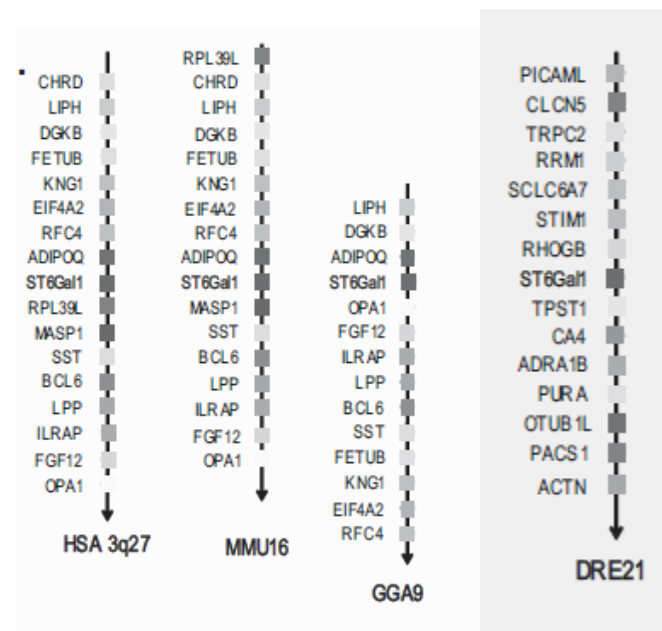 CHRD
LIPH
DGKB
FETUB
KNG1
EIF4A2
RFC4
ADIPOQ
ST6Gal1
RPL39L
MASP1
SST
BCL6
LPP
ILRAP
FGF12
OPA1
HSA 3q27
RPL39L
CHRD
LIPH
DGKB
FETUB
KNG1
EIF4A2
RFC4
ADIPOQ
ST6Gal1
MASP1
SST
BCL6
LPP
ILRAP
FGF12
OPA1
MMU16
LIPH
DGKB
ADIPOQ
ST6Gal1
OPA1
FGF12
ILRAP
LPP
BCL6
SST
FETUB
KNG1
EIF4A2
RFC4
GGA9
PICAML
CLCN5
TRPC2
RRM1
SCLC6A7
STIM1
RHOGB
ST6Gal1
TPST1
CA4
ADRA1B
PURA
OTUB1L
PACS1
ACTN
DRE21